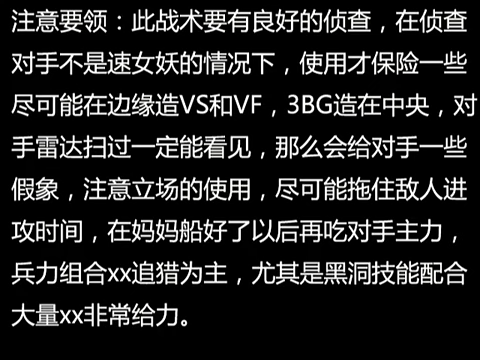 注意要领：此战术要有良好的侦查，在侦查
对手不是速女妖的情况下，使用才保险一些
尽可能在边缘造VS和VF，3BG造在中央，对
手雷达扫过一定能看见，那么会给对手一些
假象，注意立场的使用，尽可能拖住敌人进
攻时间，在妈妈船好了以后再吃对手主力，
兵力组合xx追猎为主，尤其是黑洞技能配合
大量xx非常给力。